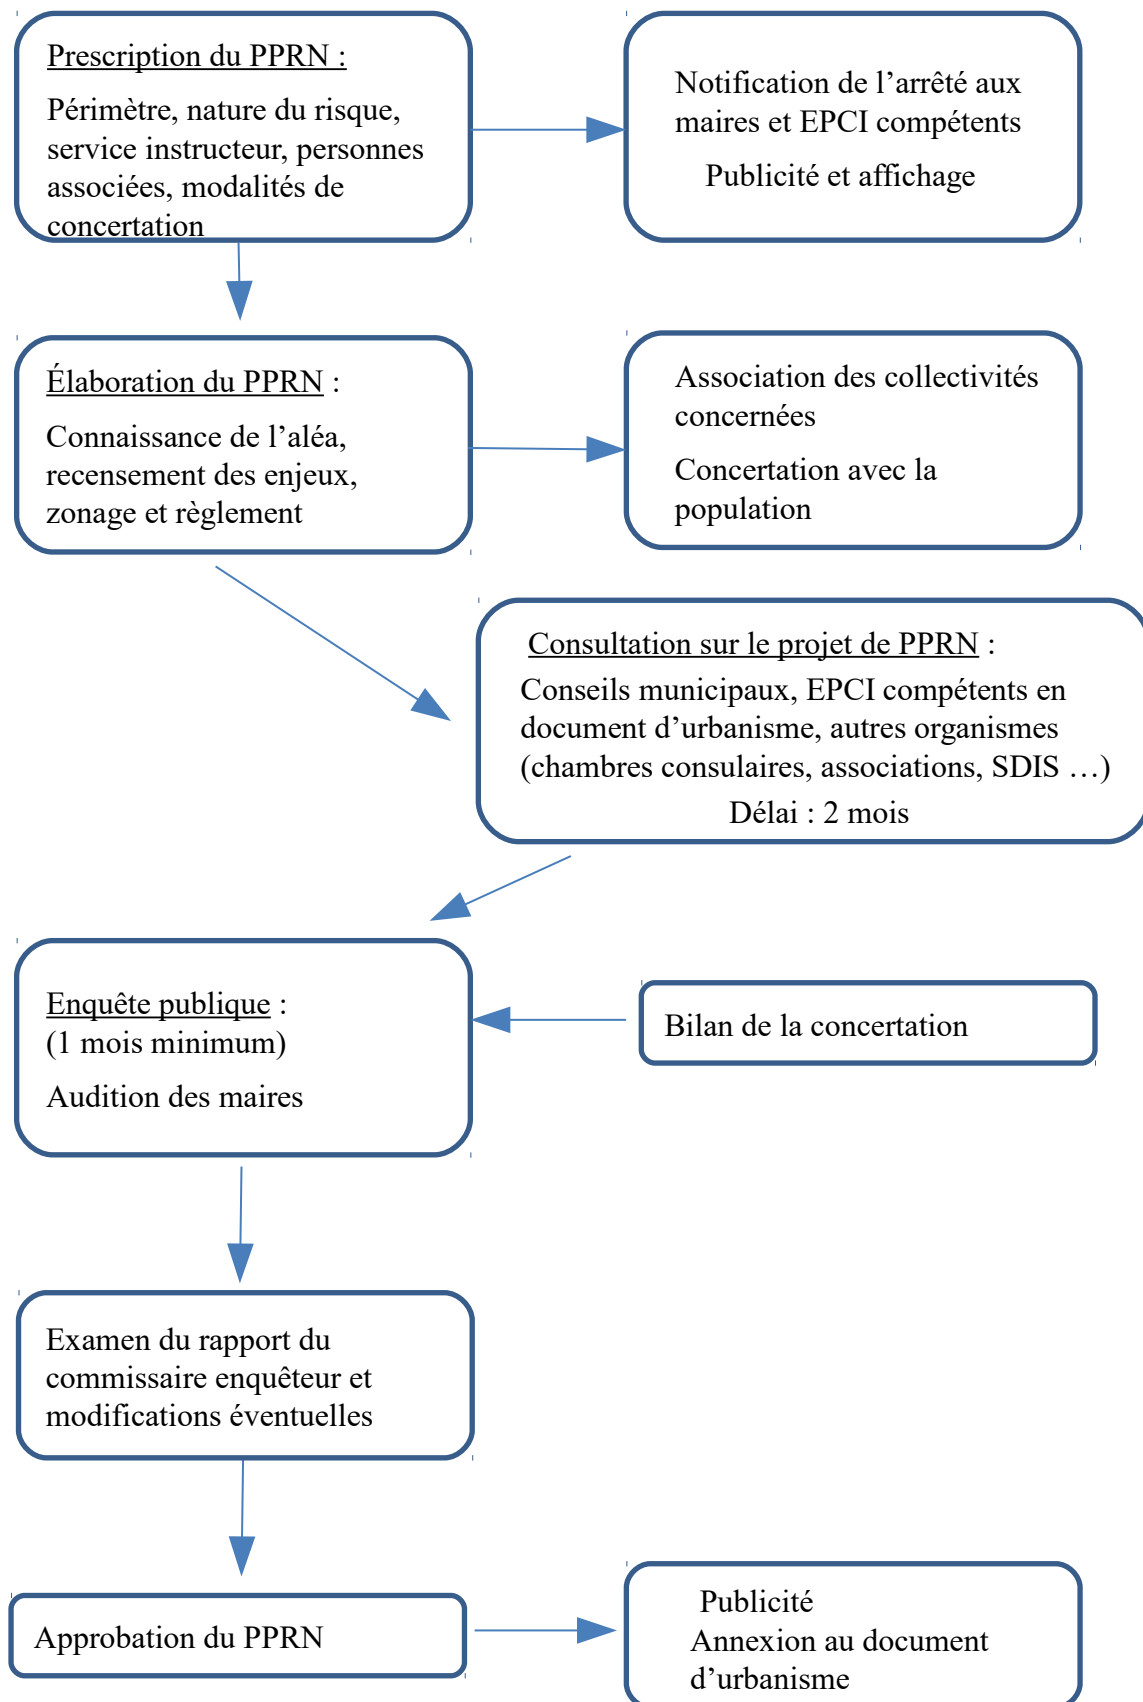 Prescription du PPRN :
Périmètre, nature du risque,
service instructeur, personnes
associées, modalités de
concertation
Notification de l’arrêté aux
maires et EPCI compétents
Publicité et affichage
Élaboration du PPRN :
Connaissance de l’aléa,
recensement des enjeux,
zonage et règlement
Association des collectivités
concernées
Concertation avec la
population
Consultation sur le projet de PPRN :
Conseils municipaux, EPCI compétents en
document d’urbanisme, autres organismes
(chambres consulaires, associations, SDIS …)
Délai : 2 mois
Enquête publique :
(1 mois minimum)
Audition des maires
Bilan de la concertation
Examen du rapport du
commissaire enquêteur et
modifications éventuelles
Approbation du PPRN
Publicité
Annexion au document
d’urbanisme